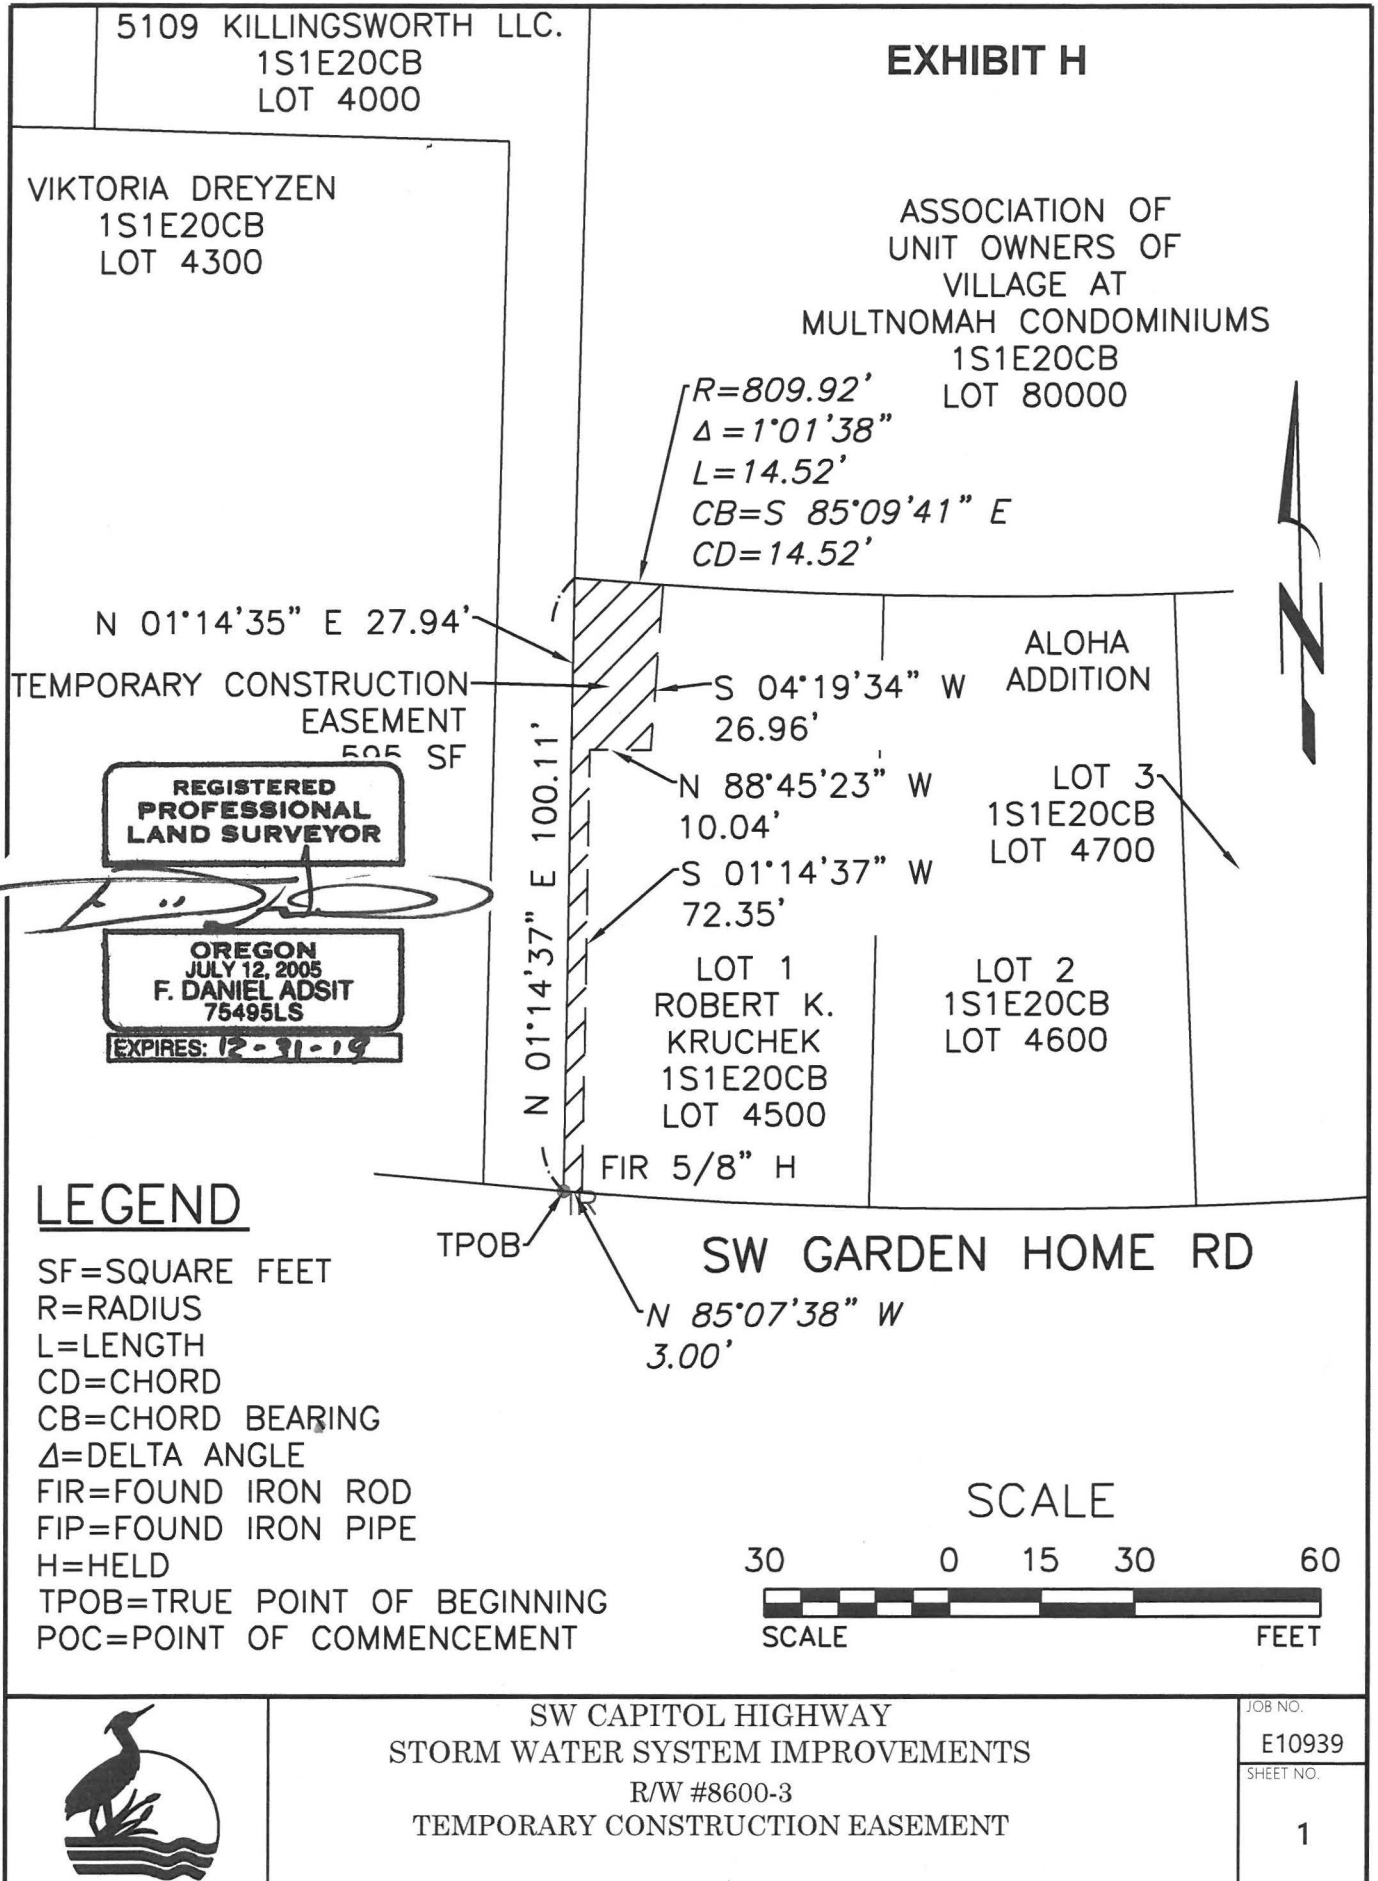 5109 KILLINGSWORTH LLC.
1S1E20CB
LOT 4000
EXHIBIT H
VIKTORIA DREYZEN
1S1E20CB
LOT 4300
ASSOCIATION OF
UNIT OWNERS OF
VILLAGE AT
MULTNOMAH CONDOMINIUMS
1S1E20CB
LOT 80000
R=809.92'
Δ=1°01'38"
L=14.52'
CB=S 85°09'41" E
CD=14.52'
N 01°14'35" E 27.94'
TEMPORARY CONSTRUCTION
EASEMENT
595 SF
N
ALOHA
ADDITION
S 04°19'34" W
26.96'
N 88°45'23" W
10.04'
S 01°14'37" W
72.35'
N 01°14'37" E 100.11'
LOT 3
1S1E20CB
LOT 4700
REGISTERED
PROFESSIONAL
LAND SURVEYOR
OREGON
JULY 12, 2005
F. DANIEL ADSIT
75495LS
EXPIRES: 12-31-19
LOT 1
ROBERT K.
KRUCHEK
1S1E20CB
LOT 4500
LOT 2
1S1E20CB
LOT 4600
FIR 5/8" H
IR
TPOB
SW GARDEN HOME RD
N 85°07'38" W
3.00'
LEGEND
SF=SQUARE FEET
R=RADIUS
L=LENGTH
CD=CHORD
CB=CHORD BEARING
Δ=DELTA ANGLE
FIR=FOUND IRON ROD
FIP=FOUND IRON PIPE
H=HELD
TPOB=TRUE POINT OF BEGINNING
POC=POINT OF COMMENCEMENT
SCALE
30 0 15 30 60
SCALE FEET
SW CAPITOL HIGHWAY
STORM WATER SYSTEM IMPROVEMENTS
R/W #8600-3
TEMPORARY CONSTRUCTION EASEMENT
JOB NO.
E10939
SHEET NO.
1